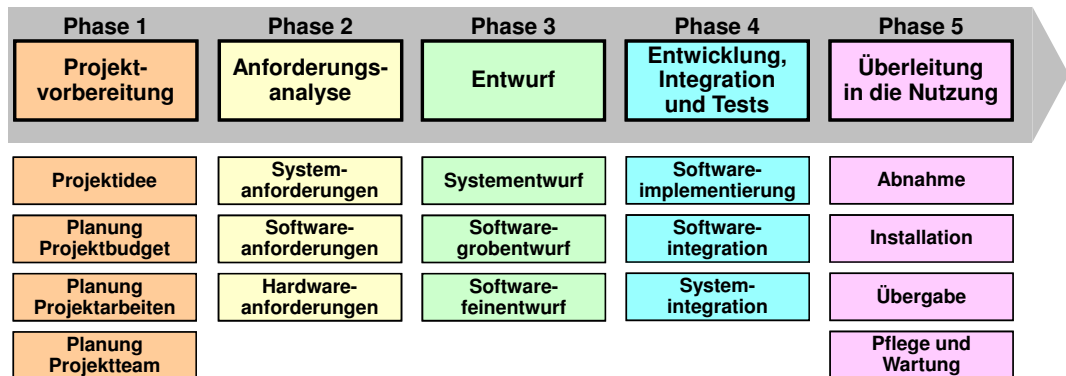 Phase 1
Phase 2
Phase 3
Phase 4
Phase 5
Projekt-
vorbereitung
Anforderungs-
analyse
Entwurf
Entwicklung,
Integration
und Tests
Überleitung
in die Nutzung
Projektidee
Planung
Projektbudget
Planung
Projektarbeiten
Planung
Projektteam
System-
anforderungen
Software-
anforderungen
Hardware-
anforderungen
Systementwurf
Software-
grobentwurf
Software-
feinentwurf
Software-
implementierung
Software-
integration
System-
integration
Abnahme
Installation
Übergabe
Pflege und
Wartung